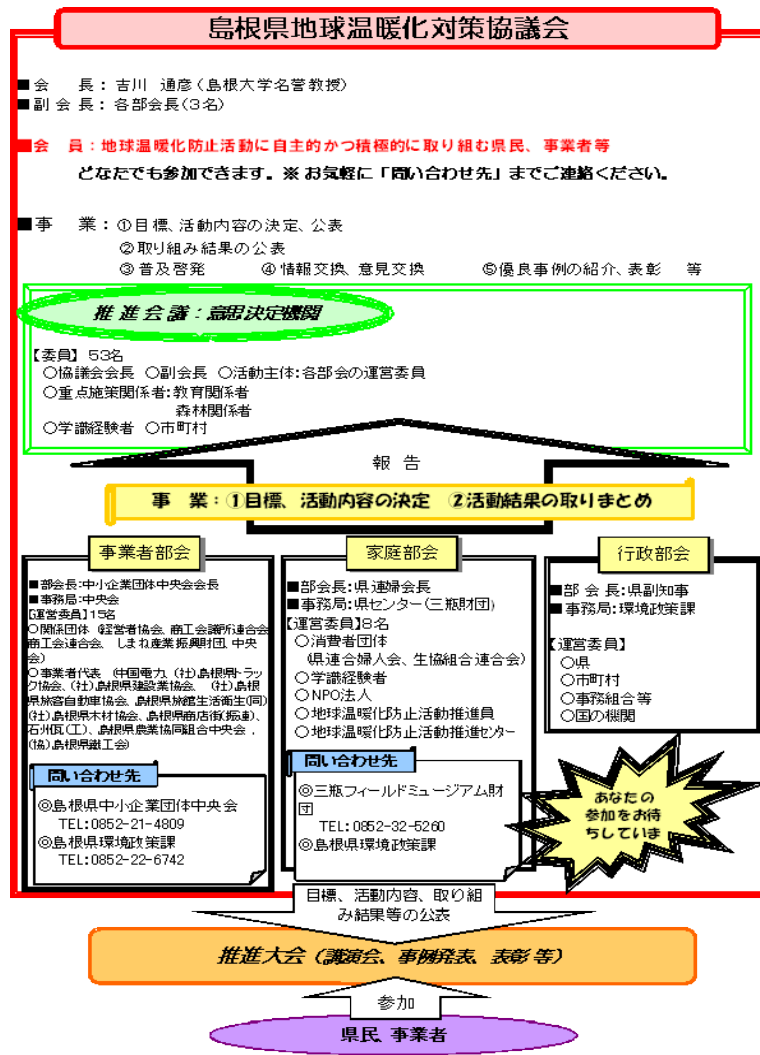 島根県地球温暖化対策協議会
■会　長：吉川　通彦（島根大学名誉教授）
■副 会 長：各部会長（3名）
■会　員：地球温暖化防止活動に自主的かつ積極的に取り組む県民、事業者等
どなたでも参加できます。※ お気軽に「問い合わせ先」までご連絡ください。
■事　業：①目標、活動内容の決定、公表
②取り組み結果の公表
③普及啓発　④情報交換、意見交換　⑤優良事例の紹介、表彰　等
推進会議：意思決定機関
【委員】 53名
○協議会会長 ○副会長 ○活動主体：各部会の運営委員
○重点施策関係者：教育関係者
森林関係者
○学識経験者 ○市町村
報 告
事　業：①目標、活動内容の決定　②活動結果の取りまとめ
事業者部会
■部会長：中小企業団体中央会会長
■事務局：中央会
【運営委員】15名
○関係団体（経営者協会、商工会議所連合会
商工会連合会、しまね産業振興財団、中央
会）
○事業者代表（中国電力、（社）島根県トラッ
ク協会、（社）島根県建設業協会、（社）島根
県旅客自動車協会、島根県旅館生活衛生（同）
（社）島根県木材協会、島根県商店街（振連）、
石州瓦（工）、島根県農業協同組合中央会，
（協）島根県鐵工会）
問い合わせ先
◎島根県中小企業団体中央会
TEL:0852-21-4809
◎島根県環境政策課
TEL:0852-22-6742
家庭部会
■部会長：県連婦会長
■事務局：県センター（三瓶財団）
【運営委員】8名
○消費者団体
（県連合婦人会、生協組合連合会）
○学識経験者
○NPO法人
○地球温暖化防止活動推進員
○地球温暖化防止活動推進センター
問い合わせ先
◎三瓶フィールドミュージアム財
団
TEL:0852-32-5260
◎島根県環境政策課
行政部会
■部 会 長：県副知事
■事務局：環境政策課
【運営委員】
○県
○市町村
○事務組合等
○国の機関
あなたの
参加をお待
ちしていま
目標、活動内容、取り組
み結果等の公表
推進大会（講演会、事例発表、表彰 等）
参加
県民、事業者